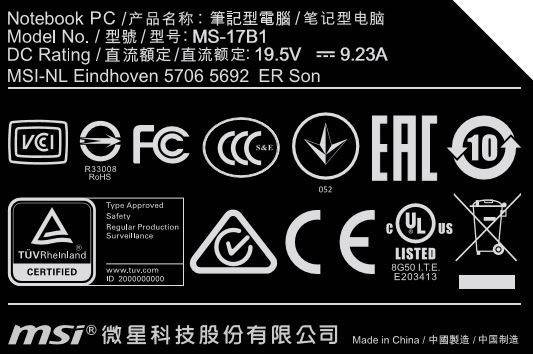 Notebook PC /产品名称: 筆記型電腦 /笔记型电脑
Model No. / 型號 / 型号: MS-17B1
DC Rating / 直流額定 /直流额定: 19.5V ⎓ 9.23A
MSI-NL Eindhoven 5706 5692 ER Son
VCI
R33008
RoHS
FC
CCC S&E
052
EAC
10
TÜVRheinland®
CERTIFIED
Type Approved
Safety
Regular Production
Surveillance
www.tuv.com
ID 2000000000
CE
c UL US
LISTED
8G50 I.T.E.
E203413
msi® 微星科技股份有限公司 Made in China / 中國製造 / 中国制造